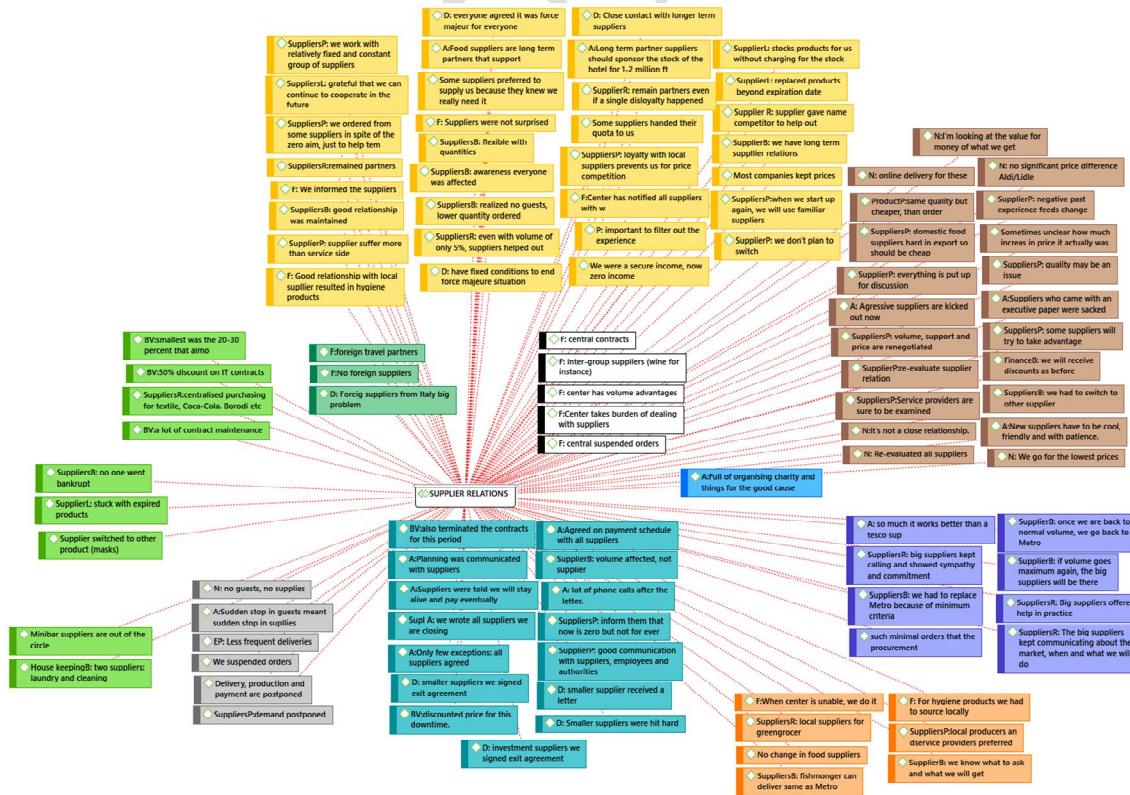 D: everyone agreed it was force
majeur for everyone
A:Food suppliers are long term
partners that support
Some suppliers preferred to
supply us because they knew we
really need it
F: Suppliers were not surprised
SuppliersB: flexible with
quantities
SuppliersB: awareness everyone
was affected
SuppliersB: realized no guests,
lower quantity ordered
SuppliersR: even with volume of
only 5%, suppliers helped out
D: have fixed conditions to end
force majeure situation
SuppliersP: we work with
relatively fixed and constant
group of suppliers
SuppliersL: grateful that we can
continue to cooperate in the
future
SuppliersP: we ordered from
some suppliers in spite of the
zero aim, just to help tem
SuppliersR:remained partners
F: We informed the suppliers
SuppliersB: good relationship
was maintained
SupplierP: supplier suffer more
than service side
F: Good relationship with local
supllier resulted in hygiene
products
D: Close contact with longer term
suppliers
A:Long term partner suppliers
should sponsor the stock of the
hotel for 1-2 million ft
SupplierR: remain partners even
if a single disloyalty happened
Some suppliers handed their
quota to us
SuppliersP: loyalty with local
suppliers prevents us for price
competition
F:Center has notified all suppliers
with w
P: important to filter out the
experience
We were a secure income, now
zero income
SupplierL: stocks products for us
without charging for the stock
SupplierL: replaced products
beyond expiration date
Supplier R: supplier gave name
competitor to help out
SupplierB: we have long term
suppllier relations
Most companies kept prices
SuppliersP:when we start up
again, we will use familiar
suppliers
SupplierP: we don't plan to
switch
N:I'm looking at the value for
money of what we get
N: online delivery for these
N: no significant price difference
Aldi/Lidle
ProductP:same quality but
cheaper, than order
SupplierP: negative past
experience feeds change
SuppliersP: domestic food
suppliers hard in export so
should be cheap
Sometimes unclear how much
increas in price it actually was
SupplierP: everything is put up
for discussion
SuppliersP: quality may be an
issue
A: Agressive suppliers are kicked
out now
A:Suppliers who came with an
executive paper were sacked
SuppliersP: volume, support and
price are renegotiated
SuppliersP: some suppliers will
try to take advantage
SupplierP:re-evaluate supplier
relation
FinanceB: we will receive
discounts as before
SuppliersP:Service providers are
sure to be examined
SuppliersB: we had to switch to
other supplier
N:It's not a close relationship.
A:New suppliers have to be cool,
friendly and with patience.
N: Re-evaluated all suppliers
N: We go for the lowest prices
BV:smallest was the 20-30
percent that aimo
BV:50% discount on IT contracts
SuppliersR:centralised purchasing
for textile, Coca-Cola. Borodi etc
BV:a lot of contract maintenance
F:foreign travel partners
F:No foreign suppliers
D: Forcig suppliers from Italy big
problem
F: central contracts
F: inter-group suppliers (wine for
instance)
F: center has volume advantages
F:Center takes burden of dealing
with suppliers
F: central suspended orders
A:Full of organising charity and
things for the good cause
SuppliersB: no one went
bankrupt
SupplierL: stuck with expired
products
Supplier switched to other
product (masks)
SUPPLIER RELATIONS
Minibar suppliers are out of the
circle
House keepingB: two suppliers:
laundry and cleaning
N: no guests, no supplies
A:Sudden stop in guests meant
sudden stop in suplies
EP: Less frequent deliveries
We suspended orders
Delivery, production and
payment are postponed
SuppliersP:demand postponed
BV:also terminated the contracts
for this period
A:Planning was communicated
with suppliers
A:Suppliers were told we will stay
alive and pay eventually
Supl A: we wrote all suppliers we
are closing
A:Only few exceptions: all
suppliers agreed
D: smaller suppliers we signed
exit agreement
BV:discounted price for this
downtime.
D: investment suppliers we
signed exit agreement
A:Agreed on payment schedule
with all suppliers
SupplierB: volume affected, not
supplier
A: lot of phone calls after the
letter.
SuppliersP: inform them that
now is zero but not for ever
SupplierP: good communication
with suppliers, employees and
authorities
D: smaller supplier received a
letter
D: Smaller suppliers were hit hard
A: so much it works better than a
tesco sup
SuppliersR: big suppliers kept
calling and showed sympathy
and commitment
SuppliersB: we had to replace
Metro because of minimum
criteria
such minimal orders that the
procurement
SupplierB: once we are back to
normal volume, we go back to
Metro
SupplierB: if volume goes
maximum again, the big
suppliers will be there
SuppliersR: Big suppliers offere
help in practice
SuppliersR: The big suppliers
kept communicating about the
market, when and what we will
do
F:When center is unable, we do it
SuppliersR: local suppliers for
greengrocer
No change in food suppliers
SuppliersB: fishmonger can
deliver same as Metro
F: For hygiene products we had
to source locally
SuppliersP:local producers an
dservice providers preferred
SupplierB: we know what to ask
and what we will get